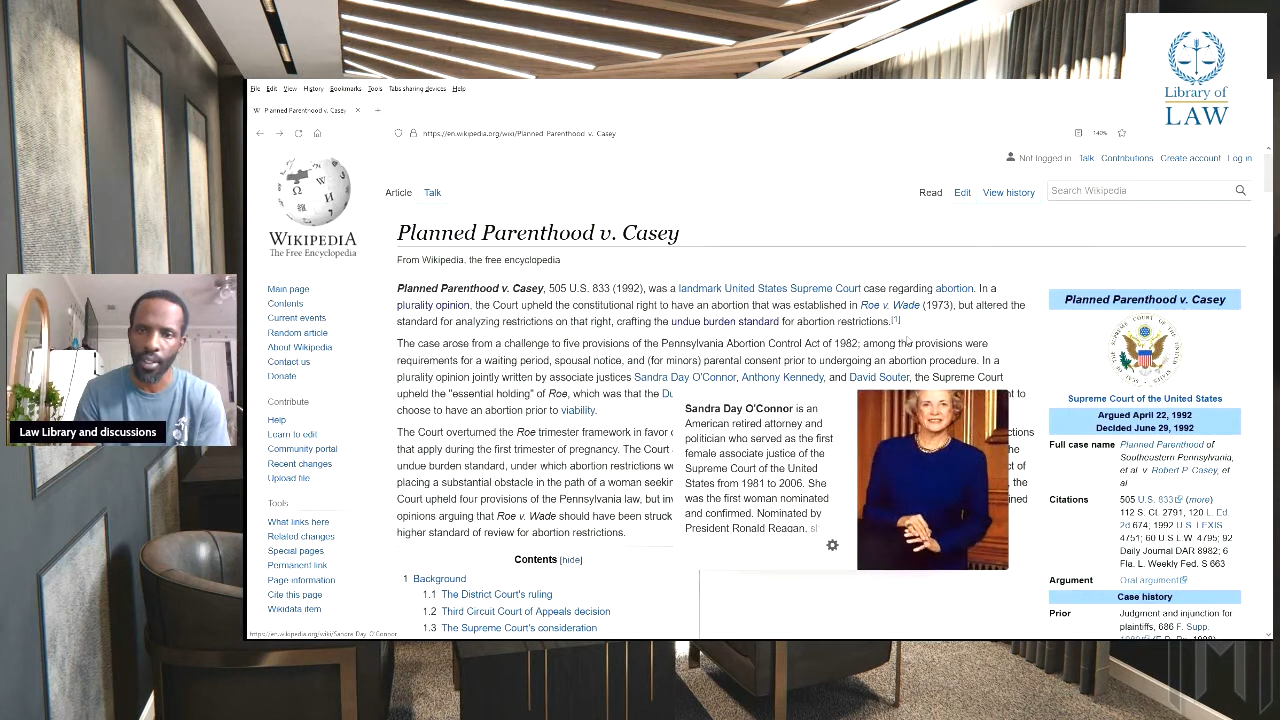 Library of
LAW
File Edit View History Bookmarks Tools Tabs sharing devices Help
W Planned Parenthood v. Casey
https://en.wikipedia.org/wiki/Planned_Parenthood_v._Casey
140%
Not logged in Talk Contributions Create account Log in
Article Talk
Read Edit View history Search Wikipedia
WIKIPEDIA
The Free Encyclopedia
Main page
Contents
Current events
Random article
About Wikipedia
Contact us
Donate
Contribute
Help
Learn to edit
Community portal
Recent changes
Upload file
Tools
What links here
Related changes
Special pages
Permanent link
Page information
Cite this page
Wikidata item
Planned Parenthood v. Casey
From Wikipedia, the free encyclopedia
Planned Parenthood v. Casey, 505 U.S. 833 (1992), was a landmark United States Supreme Court case regarding abortion. In a
plurality opinion, the Court upheld the constitutional right to have an abortion that was established in Roe v. Wade (1973), but altered the
standard for analyzing restrictions on that right, crafting the undue burden standard for abortion restrictions.[1]
The case arose from a challenge to five provisions of the Pennsylvania Abortion Control Act of 1982; among the provisions were
requirements for a waiting period, spousal notice, and (for minors) parental consent prior to undergoing an abortion procedure. In a
plurality opinion jointly written by associate justices Sandra Day O'Connor, Anthony Kennedy, and David Souter, the Supreme Court
upheld the "essential holding" of Roe, which was that the Du
nt to
choose to have an abortion prior to viability.
The Court overturned the Roe trimester framework in favor c
ctions
that apply during the first trimester of pregnancy. The Court
undue burden standard, under which abortion restrictions w
ct of
placing a substantial obstacle in the path of a woman seekin
the
Court upheld four provisions of the Pennsylvania law, but in
ined
opinions arguing that Roe v. Wade should have been struck
higher standard of review for abortion restrictions.
Sandra Day O'Connor is an
American retired attorney and
politician who served as the first
female associate justice of the
Supreme Court of the United
States from 1981 to 2006. She
was the first woman nominated
and confirmed. Nominated by
President Ronald Reagan,
Contents [hide]
1 Background
1.1 The District Court's ruling
1.2 Third Circuit Court of Appeals decision
1.3 The Supreme Court's consideration
Planned Parenthood v. Casey
Supreme Court of the United States
Argued April 22, 1992
Decided June 29, 1992
Full case name Planned Parenthood of
Southeastern Pennsylvania,
et al. v. Robert P. Casey, et
al.
Citations 505 U.S. 833 (more)
112 S. Ct. 2791; 120 L. Ed.
2d 674; 1992 U.S. LEXIS
4751; 60 U.S.L.W. 4795; 92
Daily Journal DAR 8982; 6
Fla. L. Weekly Fed. S 663
Argument Oral argument
Case history
Prior Judgment and injunction for
plaintiffs, 686 F. Supp.
https://en.wikipedia.org/wiki/Sandra_Day_O'Connor
Law Library and discussions